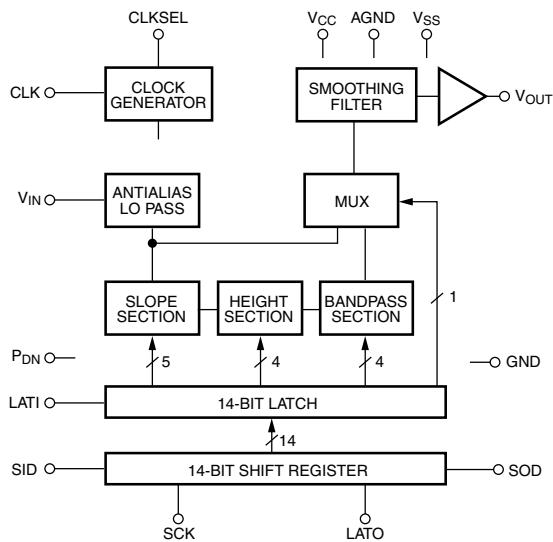 CLKSEL
VCC
AGND
VSS
CLK
CLOCK
GENERATOR
SMOOTHING
FILTER
VOUT
VIN
ANTIALIAS
LO PASS
MUX
SLOPE
SECTION
HEIGHT
SECTION
BANDPASS
SECTION
1
PDN
5
4
4
GND
LATI
14-BIT LATCH
14
SID
14-BIT SHIFT REGISTER
SOD
SCK
LATO